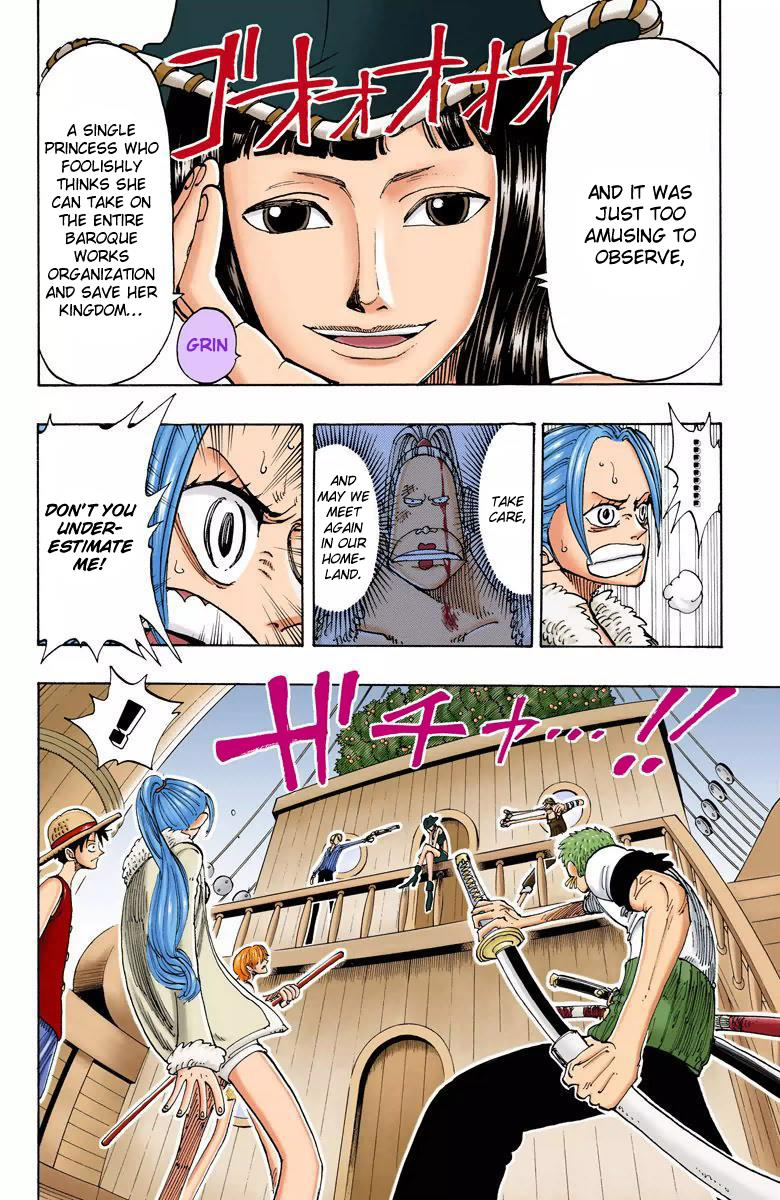 ゴオオオオオオ
AND IT WAS
JUST TOO
AMUSING TO
OBSERVE,
A SINGLE
PRINCESS WHO
FOOLISHLY
THINKS SHE
CAN TAKE ON
THE ENTIRE
BAROQUE
WORKS
ORGANIZATION
AND SAVE HER
KINGDOM...
GRIN
........
TAKE
CARE,
AND
MAY WE
MEET
AGAIN
IN OUR
HOME-
LAND.
DON'T YOU
UNDER-
ESTIMATE
ME!
!
ザチャ…!!